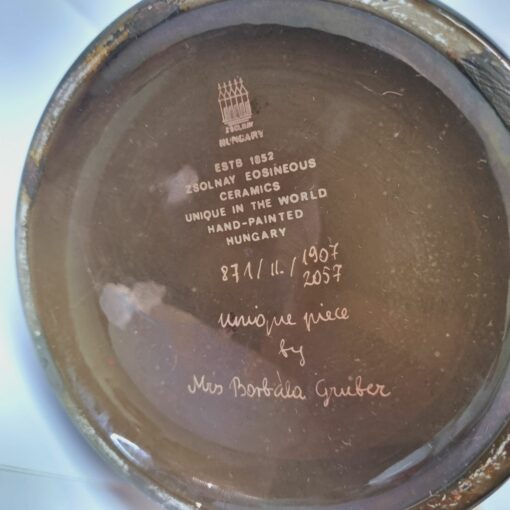 ZSOLNAY
HUNGARY
ESTB 1852
ZSOLNAY EOSINEOUS
CERAMICS
UNIQUE IN THE WORLD
HAND-PAINTED
HUNGARY
871/II./1907
2057
unique piece
by
Mrs Borbála Gruber